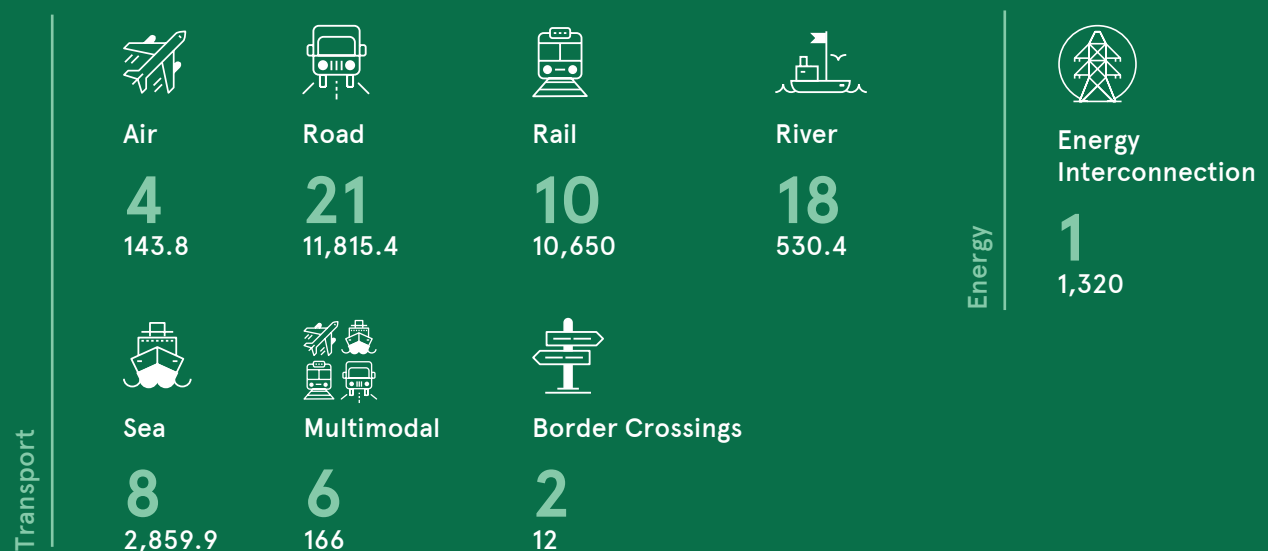 Transport
Air
4
143.8
Road
21
11,815.4
Rail
10
10,650
River
18
530.4
Sea
8
2,859.9
Multimodal
6
166
Border Crossings
2
12
Energy
Energy
Interconnection
1
1,320